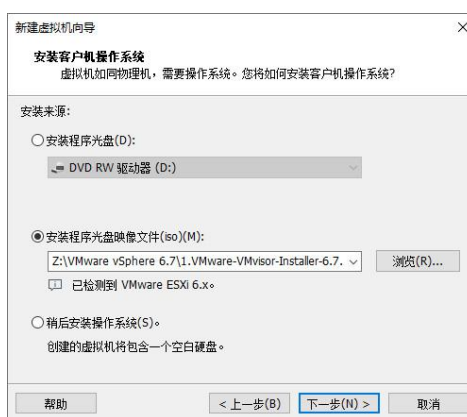 新建虚拟机向导
安装客户机操作系统
虚拟机如同物理机，需要操作系统。您将如何安装客户机操作系统?
安装来源:
安装程序光盘(D):
DVD RW 驱动器 (D:)
安装程序光盘映像文件(iso)(M):
Z:\VMware vSphere 6.7\1.VMware-VMvisor-Installer-6.7.
浏览(R)...
已检测到 VMware ESXi 6.x。
稍后安装操作系统(S)。
创建的虚拟机将包含一个空白硬盘。
帮助
< 上一步(B)
下一步(N) >
取消